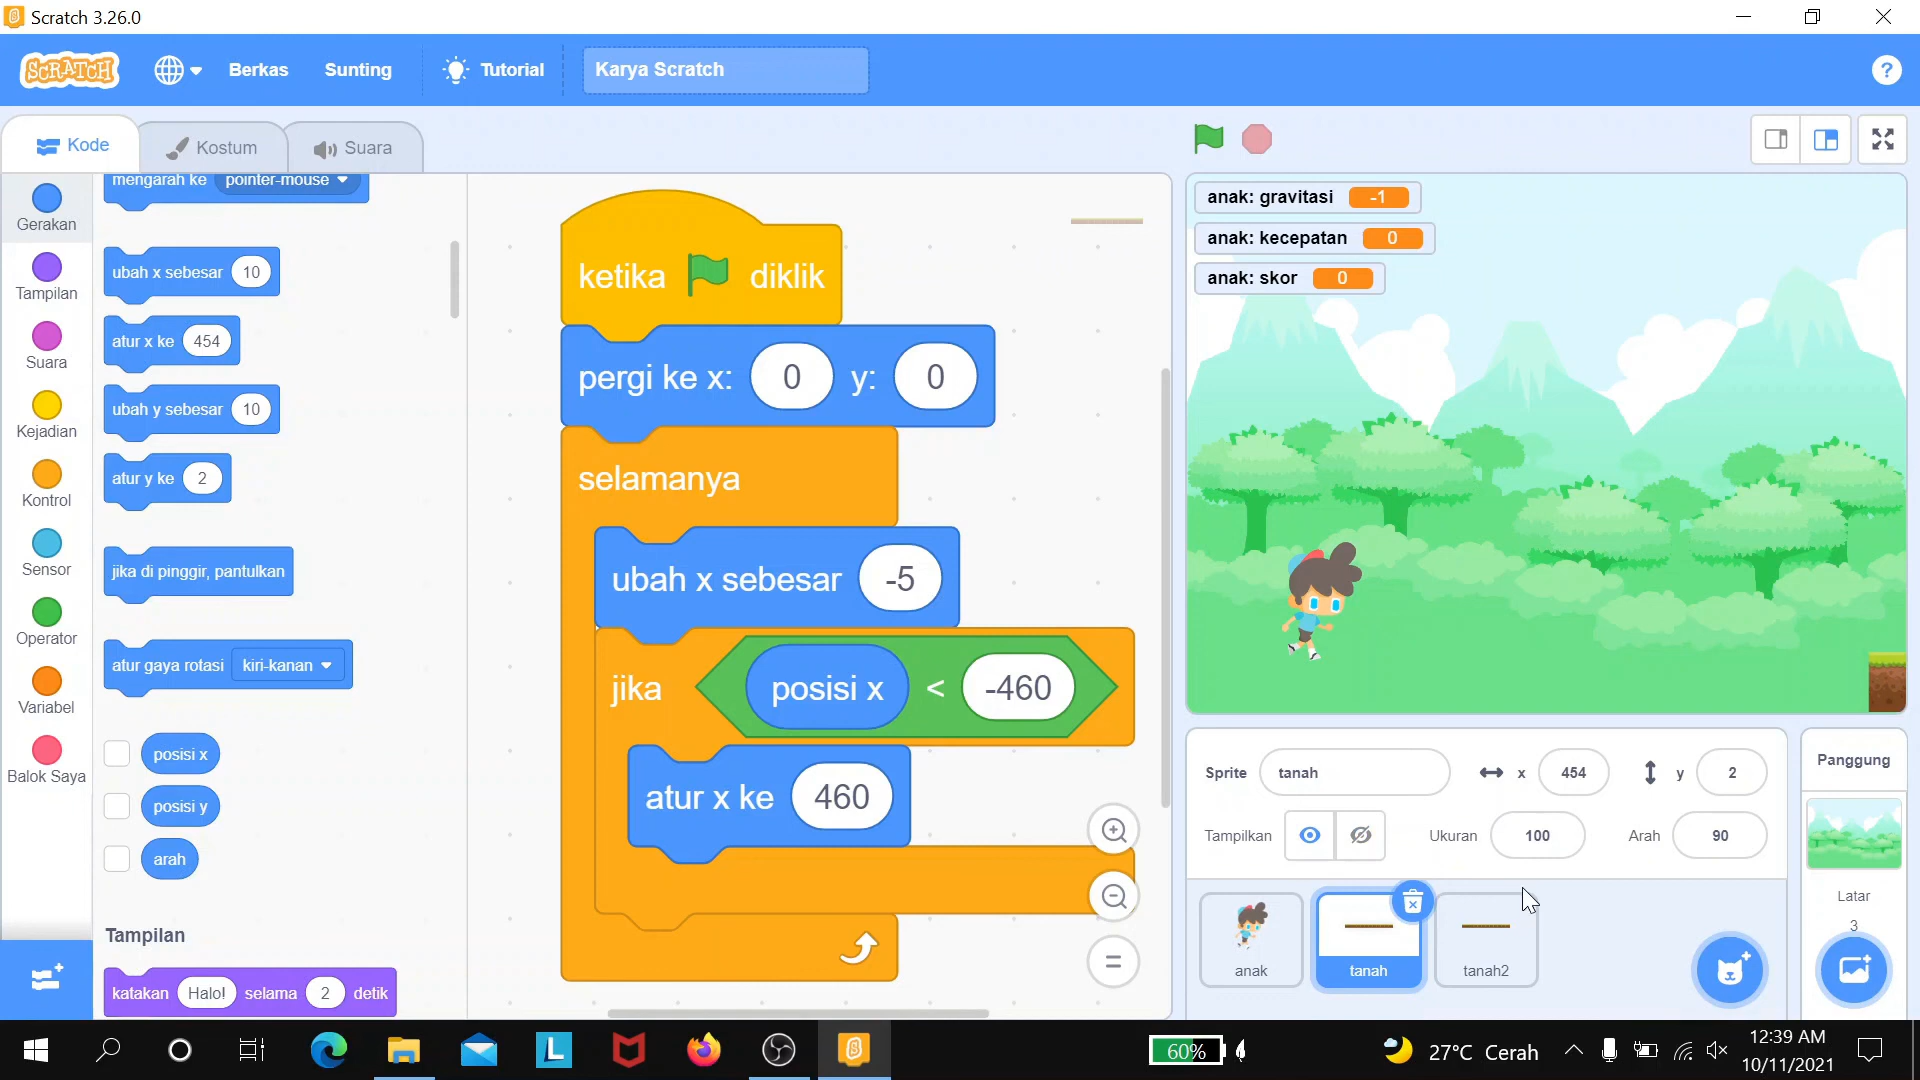 Scratch 3.26.0
SCRATCH
Berkas
Sunting
Tutorial
Karya Scratch
?
Kode
Kostum
Suara
Gerakan
Tampilan
Suara
Kejadian
Kontrol
Sensor
Operator
Variabel
Balok Saya
mengarah ke pointer-mouse
ubah x sebesar 10
atur x ke 454
ubah y sebesar 10
atur y ke 2
jika di pinggir, pantulkan
atur gaya rotasi kiri-kanan
posisi x
posisi y
arah
Tampilan
katakan Halo! selama 2 detik
ketika diklik
pergi ke x: 0 y: 0
selamanya
ubah x sebesar -5
jika posisi x < -460
atur x ke 460
anak: gravitasi -1
anak: kecepatan 0
anak: skor 0
Sprite tanah x 454 y 2
Tampilkan Ukuran 100 Arah 90
anak
tanah
tanah2
Panggung
Latar
3
60%
27°C Cerah
12:39 AM
10/11/2021